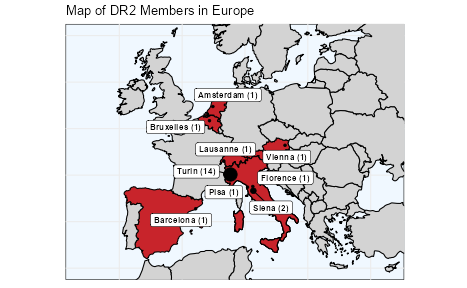 Map of DR2 Members in Europe
Amsterdam (1)
Bruxelles (1)
Lausanne (1)
Vienna (1)
Turin (14)
Florence (1)
Pisa (1)
Siena (2)
Barcelona (1)